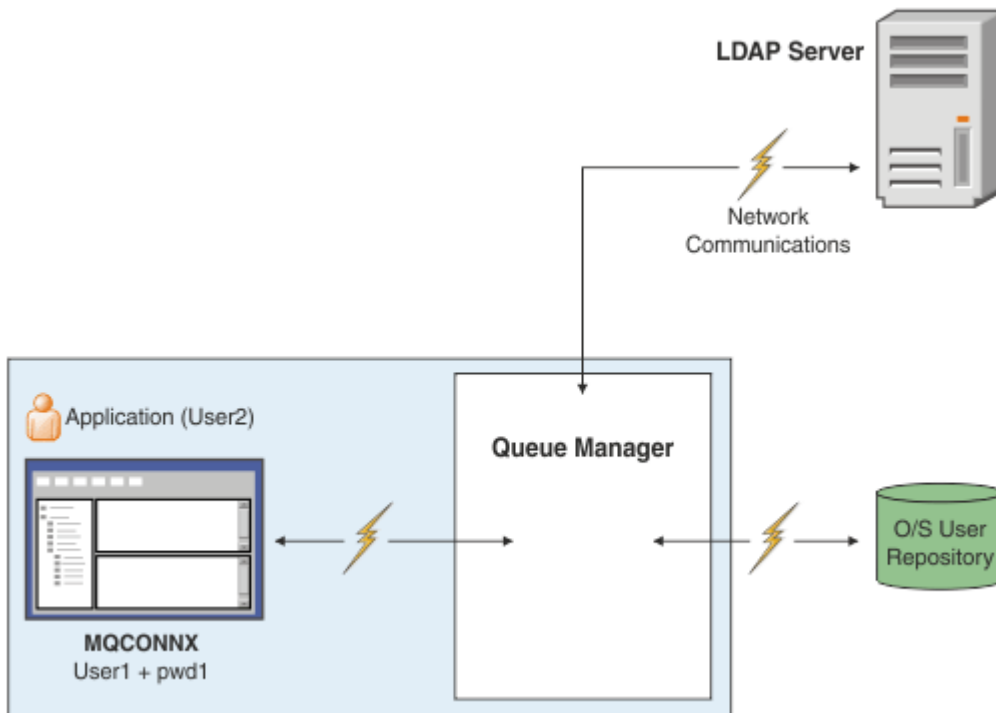 LDAP Server
Network
Communications
Application (User2)
Queue Manager
O/S User
Repository
MQCONNX
User1 + pwd1